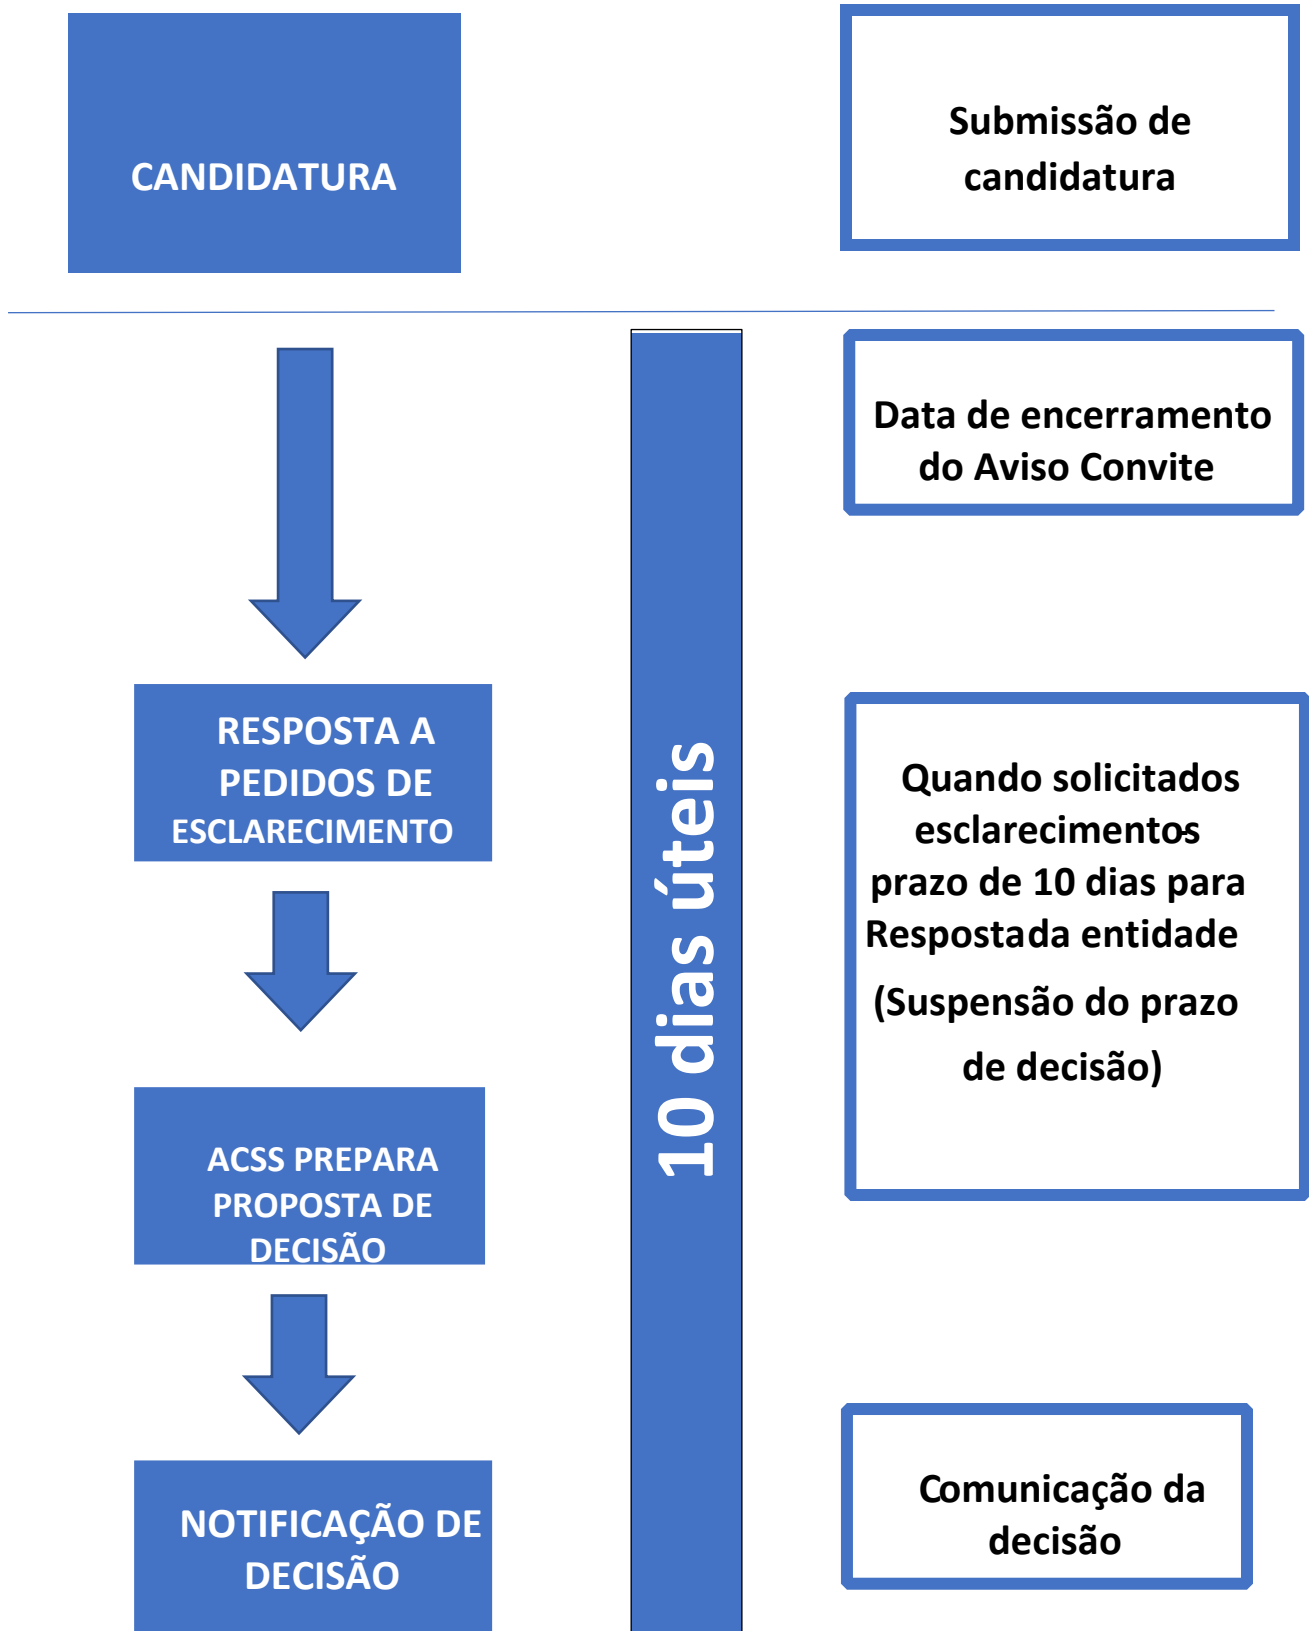 CANDIDATURA
Submissão de
candidatura
Data de encerramento
do Aviso Convite
RESPOSTA A
PEDIDOS DE
ESCLARECIMENTO
10 dias úteis
Quando solicitados
esclarecimentos-
prazo de 10 dias para
Resposta da entidade
(Suspensão do prazo
de decisão)
ACSS PREPARA
PROPOSTA DE
DECISÃO
NOTIFICAÇÃO DE
DECISÃO
Comunicação da
decisão